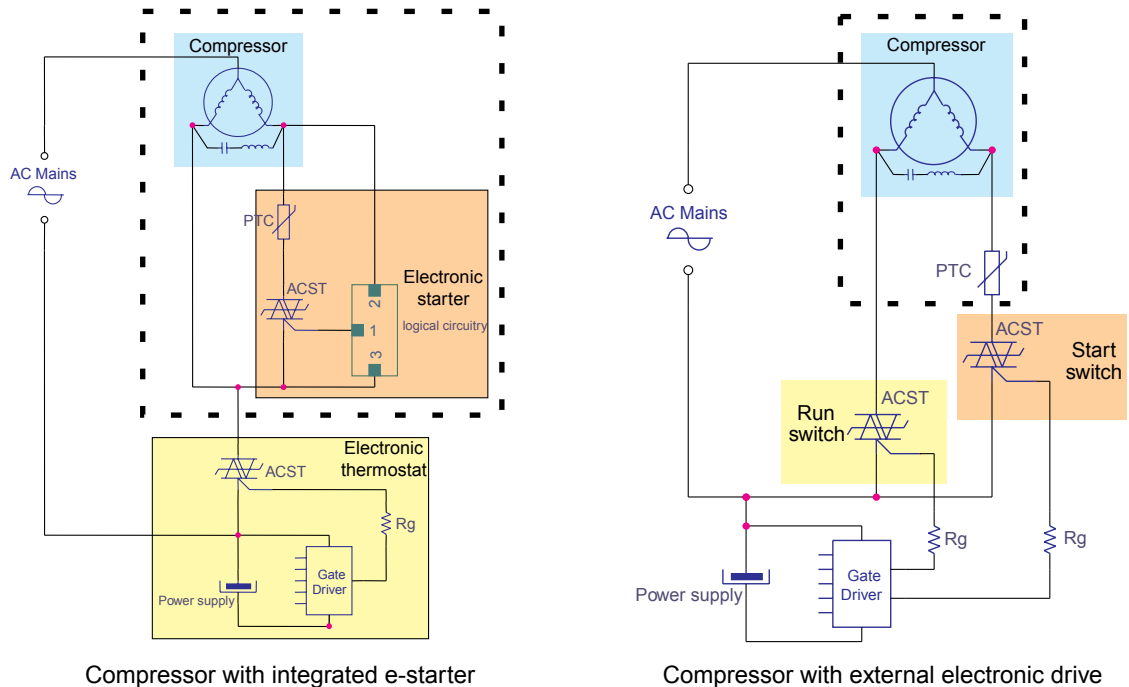 Compressor
AC Mains
PTC
ACST
Electronic
starter
logical circuitry
2
1
3
Electronic
thermostat
ACST
Rg
Gate
Driver
Power supply
Compressor with integrated e-starter
Compressor
AC Mains
PTC
ACST
Start
switch
ACST
Run
switch
Rg
Rg
Gate
Driver
Power supply
Compressor with external electronic drive